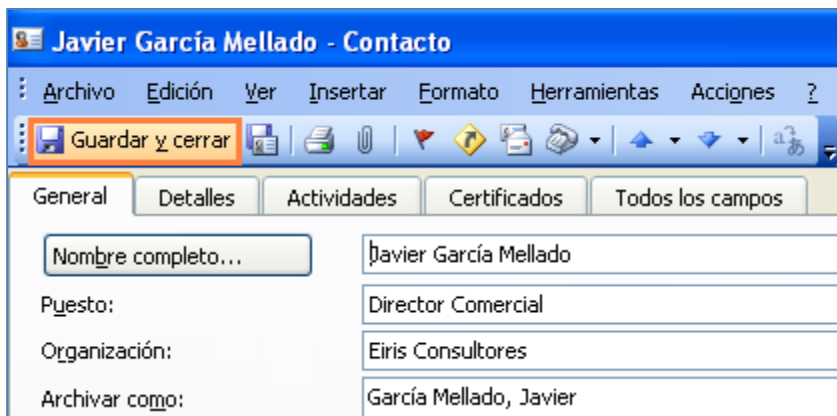 Javier García Mellado - Contacto
Archivo Edición Ver Insertar Formato Herramientas Acciones ?
Guardar y cerrar
General Detalles Actividades Certificados Todos los campos
Nombre completo... Javier García Mellado
Puesto: Director Comercial
Organización: Eiris Consultores
Archivar como: García Mellado, Javier